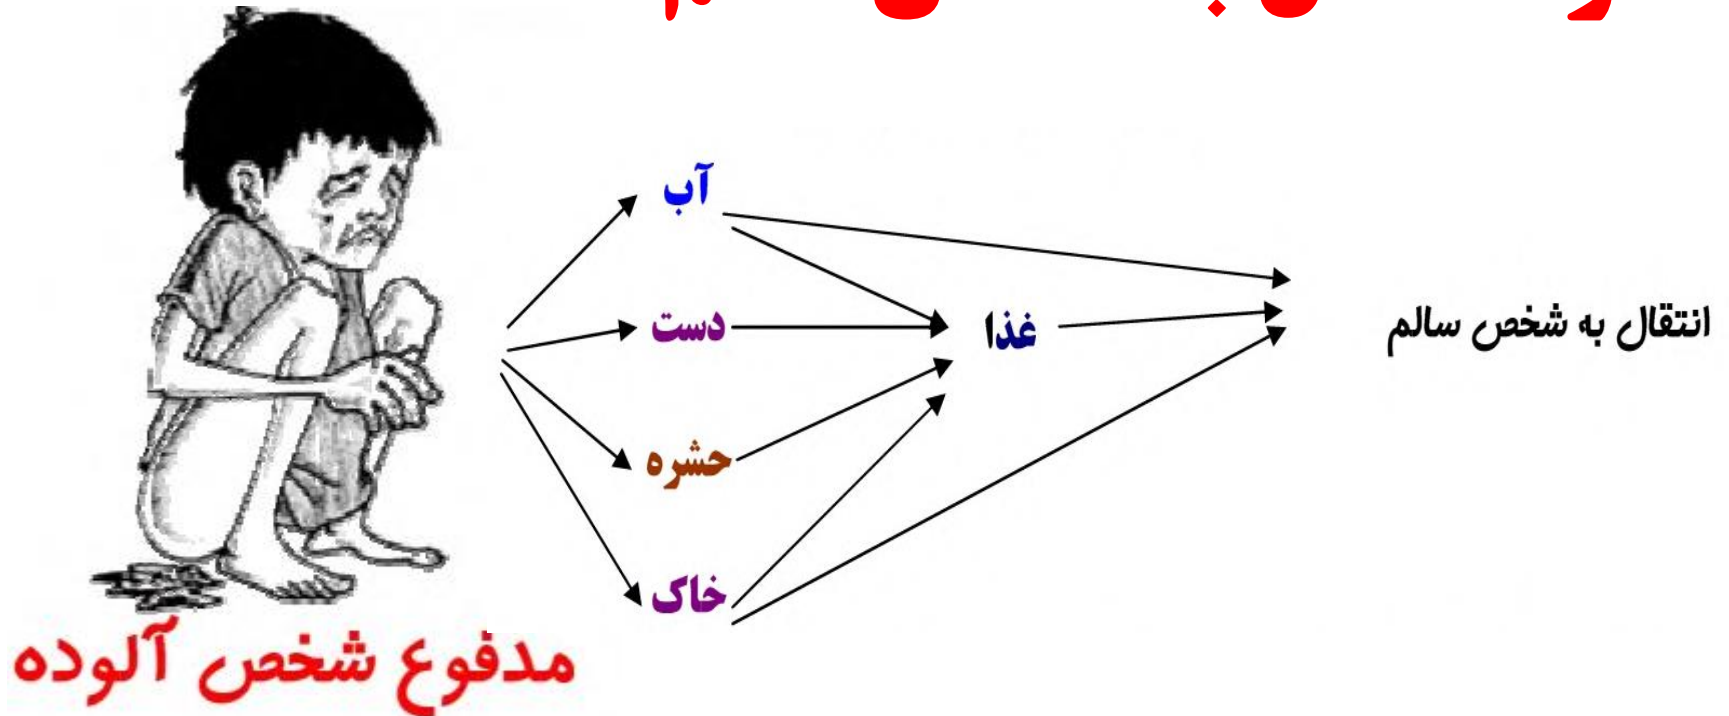 آب
دست
حشره
خاک
غذا
انتقال به شخص سالم
مدفوع شخص آلوده